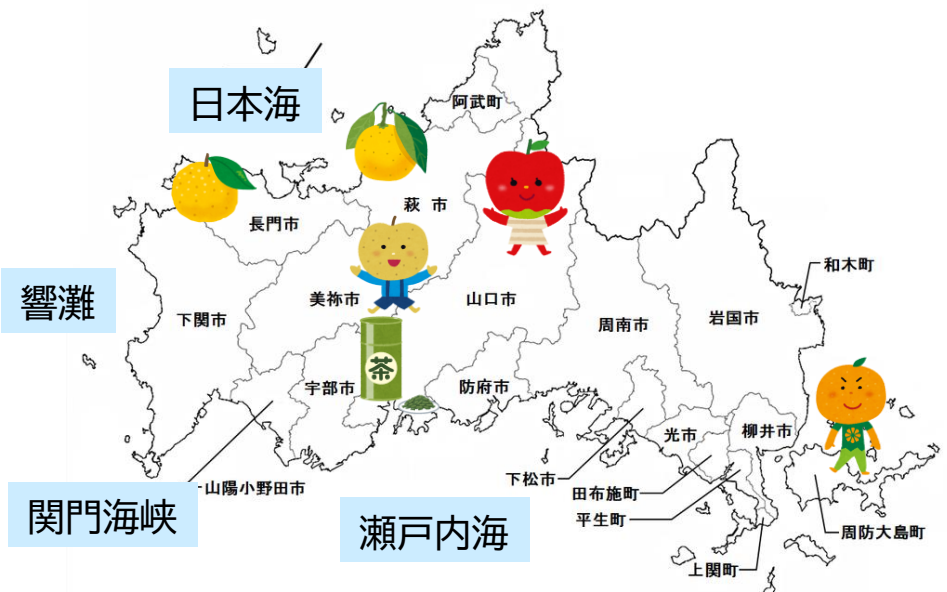 日本海
阿武町
萩 市
長門市
和木町
響灘
下関市
美祢市
山口市
周南市
岩国市
茶
宇部市
防府市
光市
柳井市
下松市
山陽小野田市
田布施町
平生町
関門海峡
瀬戸内海
周防大島町
上関町